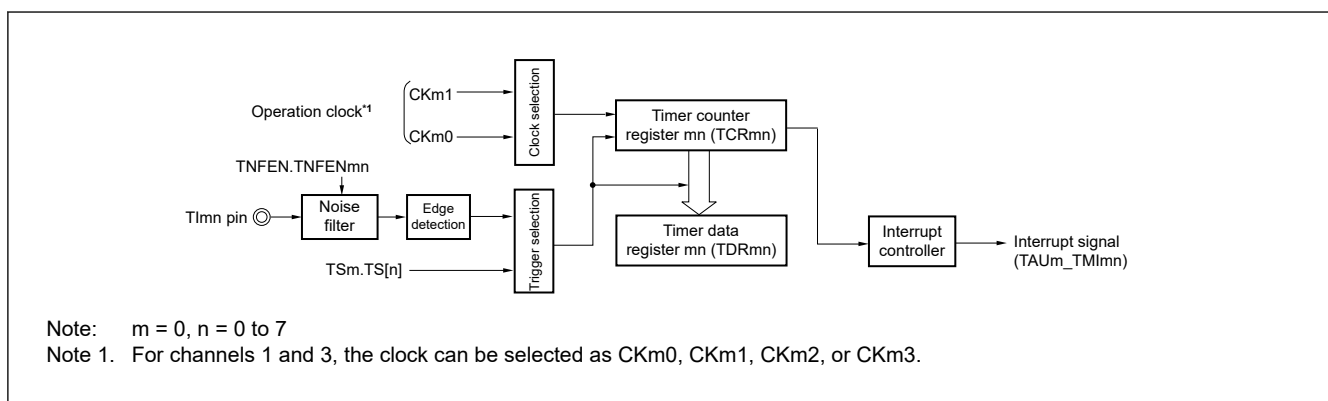 Operation clock*1
CKm1
CKm0
Clock selection
Timer counter
register mn (TCRmn)
TNFEN.TNFENmn
TImn pin
Noise
filter
Edge
detection
TSm.TS[n]
Trigger selection
Timer data
register mn (TDRmn)
Interrupt
controller
Interrupt signal
(TAUm_TMImn)
Note: m = 0, n = 0 to 7
Note 1. For channels 1 and 3, the clock can be selected as CKm0, CKm1, CKm2, or CKm3.